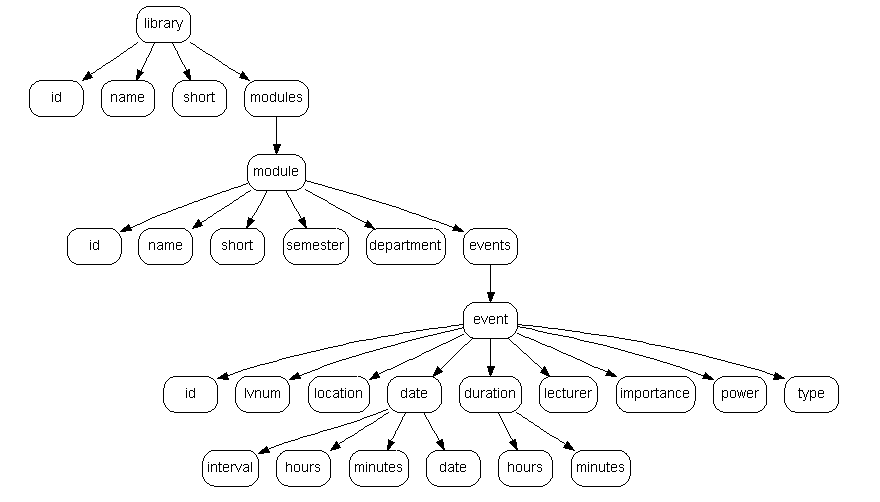 library
id name short modules
module
id name short semester department events
event
id lvnum location date duration lecturer importance power type
interval hours minutes date hours minutes